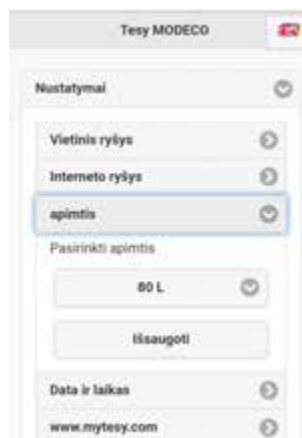 Tesy MODECO
Nustatymai
Vietinis ryšys
Interneto ryšys
apimtis
Pasirinkti apimtis
80 L
Išsaugoti
Data ir laikas
www.mytesy.com